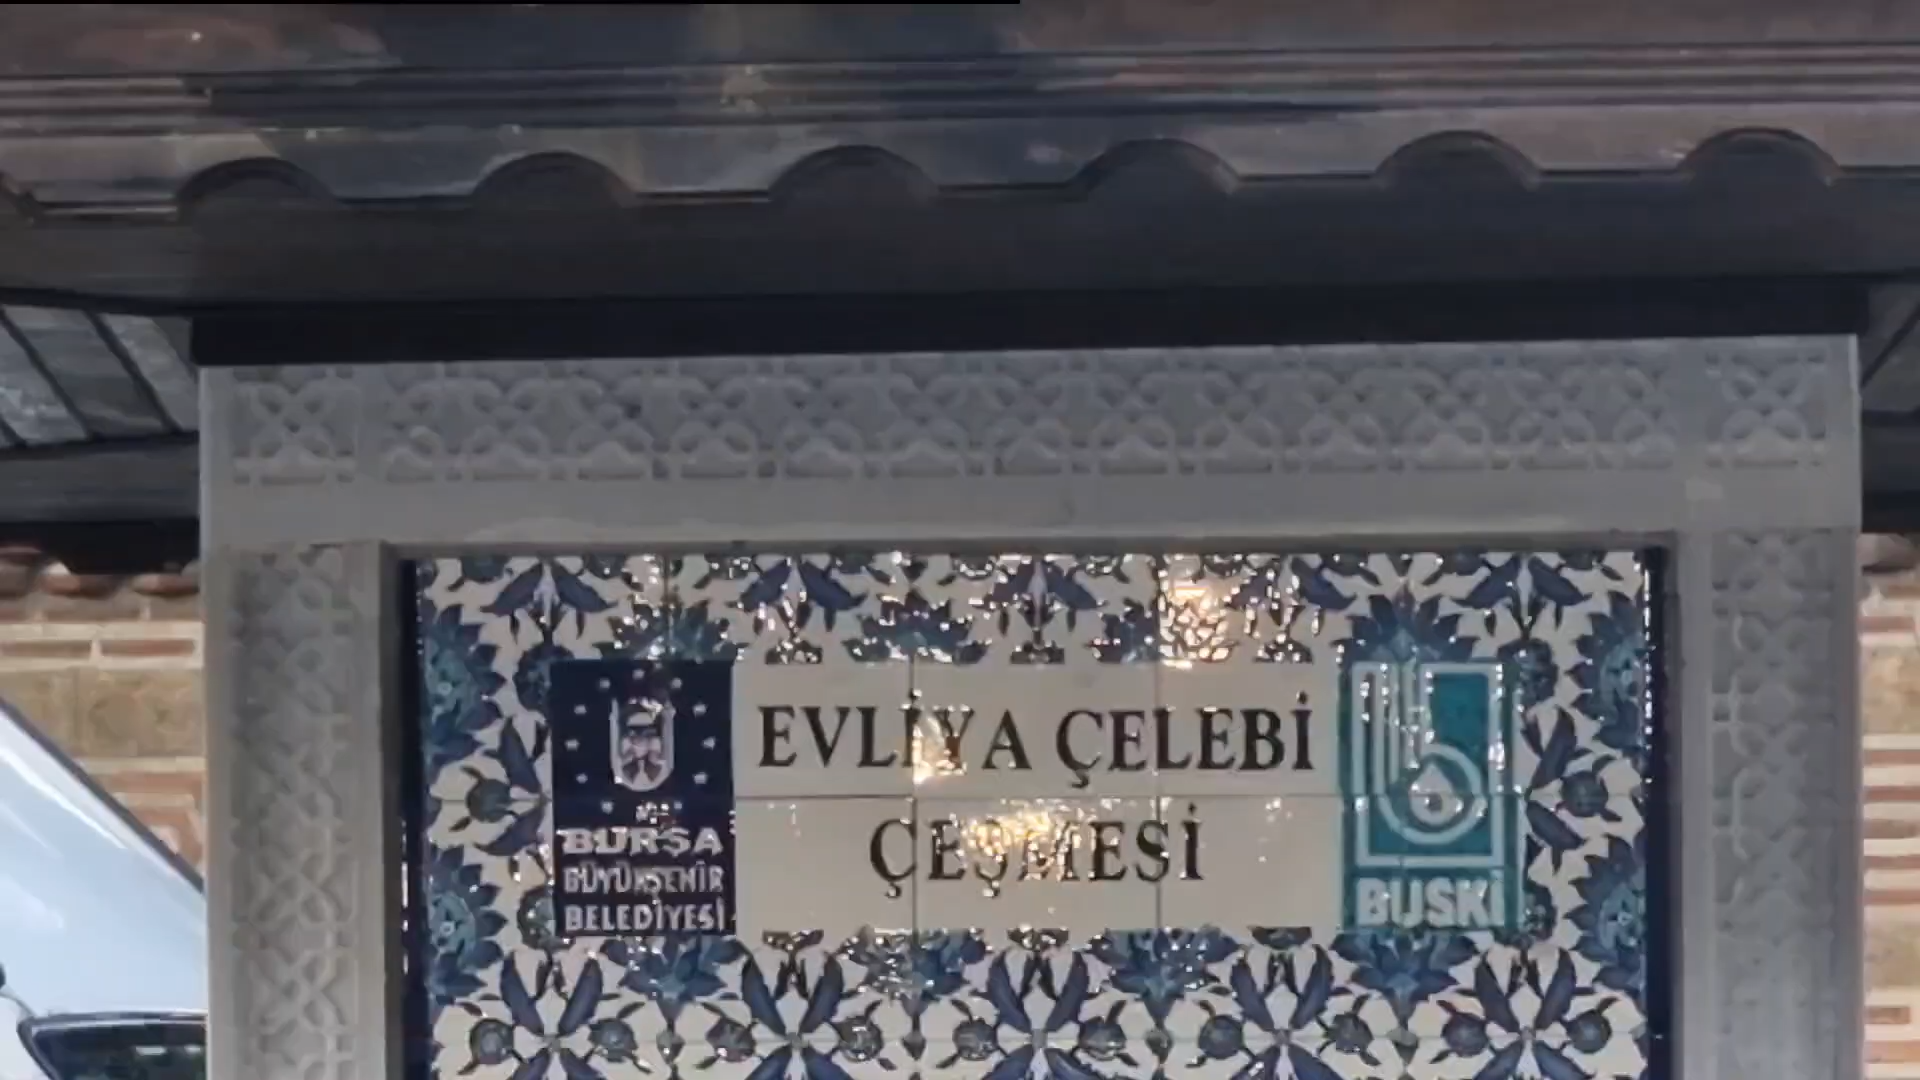 EVLİYA ÇELEBİ
ÇEŞMESİ
BURSA
BÜYÜKŞEHİR
BELEDİYESİ
BUSKİ